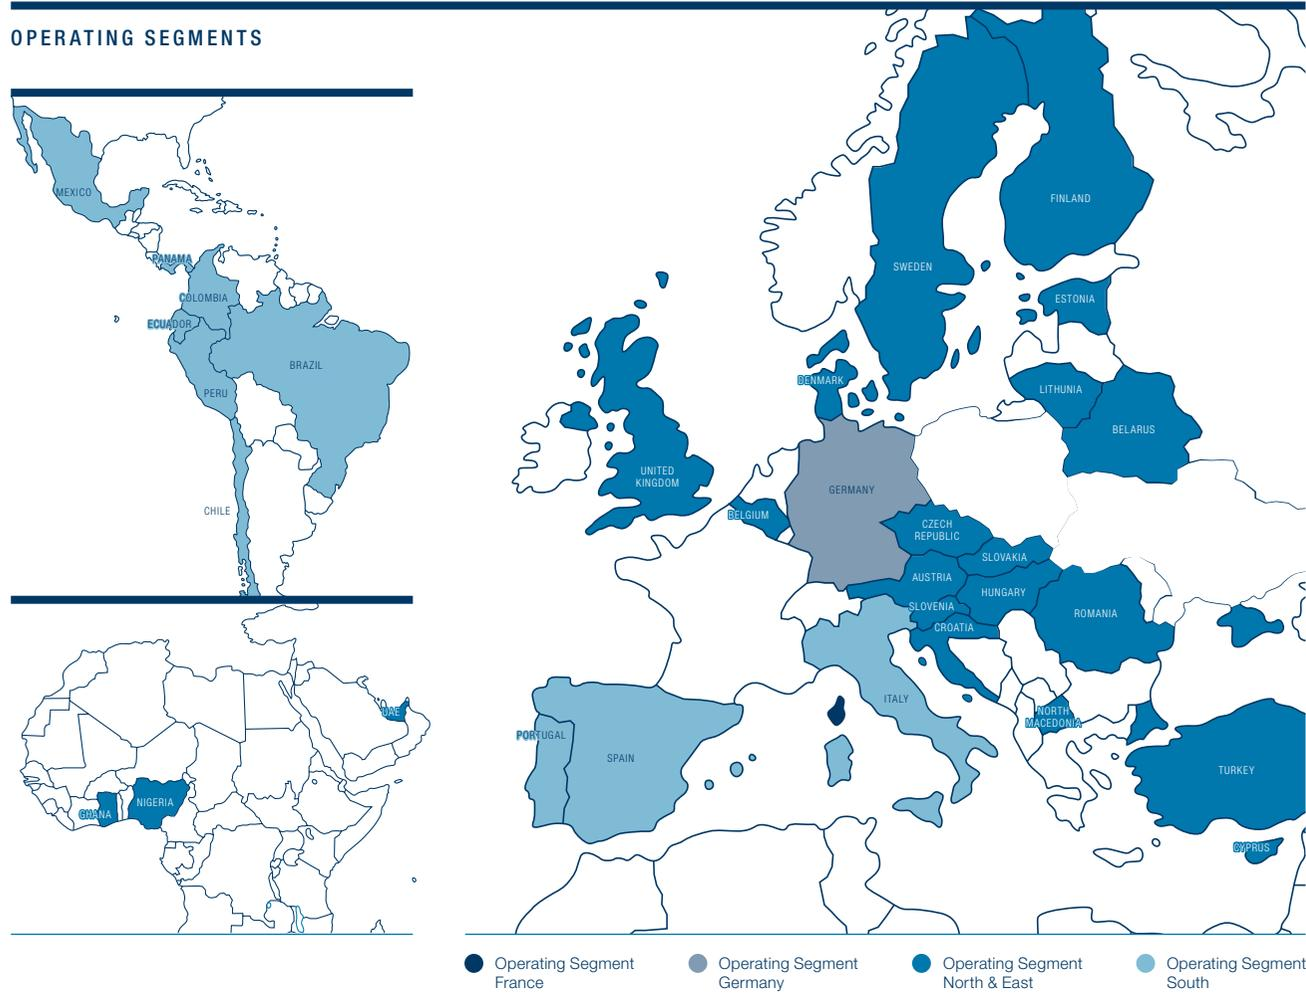 OPERATING SEGMENTS
MEXICO
PANAMA
COLOMBIA
ECUADOR
BRAZIL
PERU
CHILE
UAE
NIGERIA
GHANA
FINLAND
SWEDEN
ESTONIA
DENMARK
LITHUNIA
BELARUS
UNITED
KINGDOM
GERMANY
BELGIUM
CZECH
REPUBLIC
SLOVAKIA
AUSTRIA
HUNGARY
SLOVENIA
ROMANIA
CROATIA
ITALY
NORTH
MACEDONIA
PORTUGAL
SPAIN
TURKEY
CYPRUS
Operating Segment
France
Operating Segment
Germany
Operating Segment
North & East
Operating Segment
South